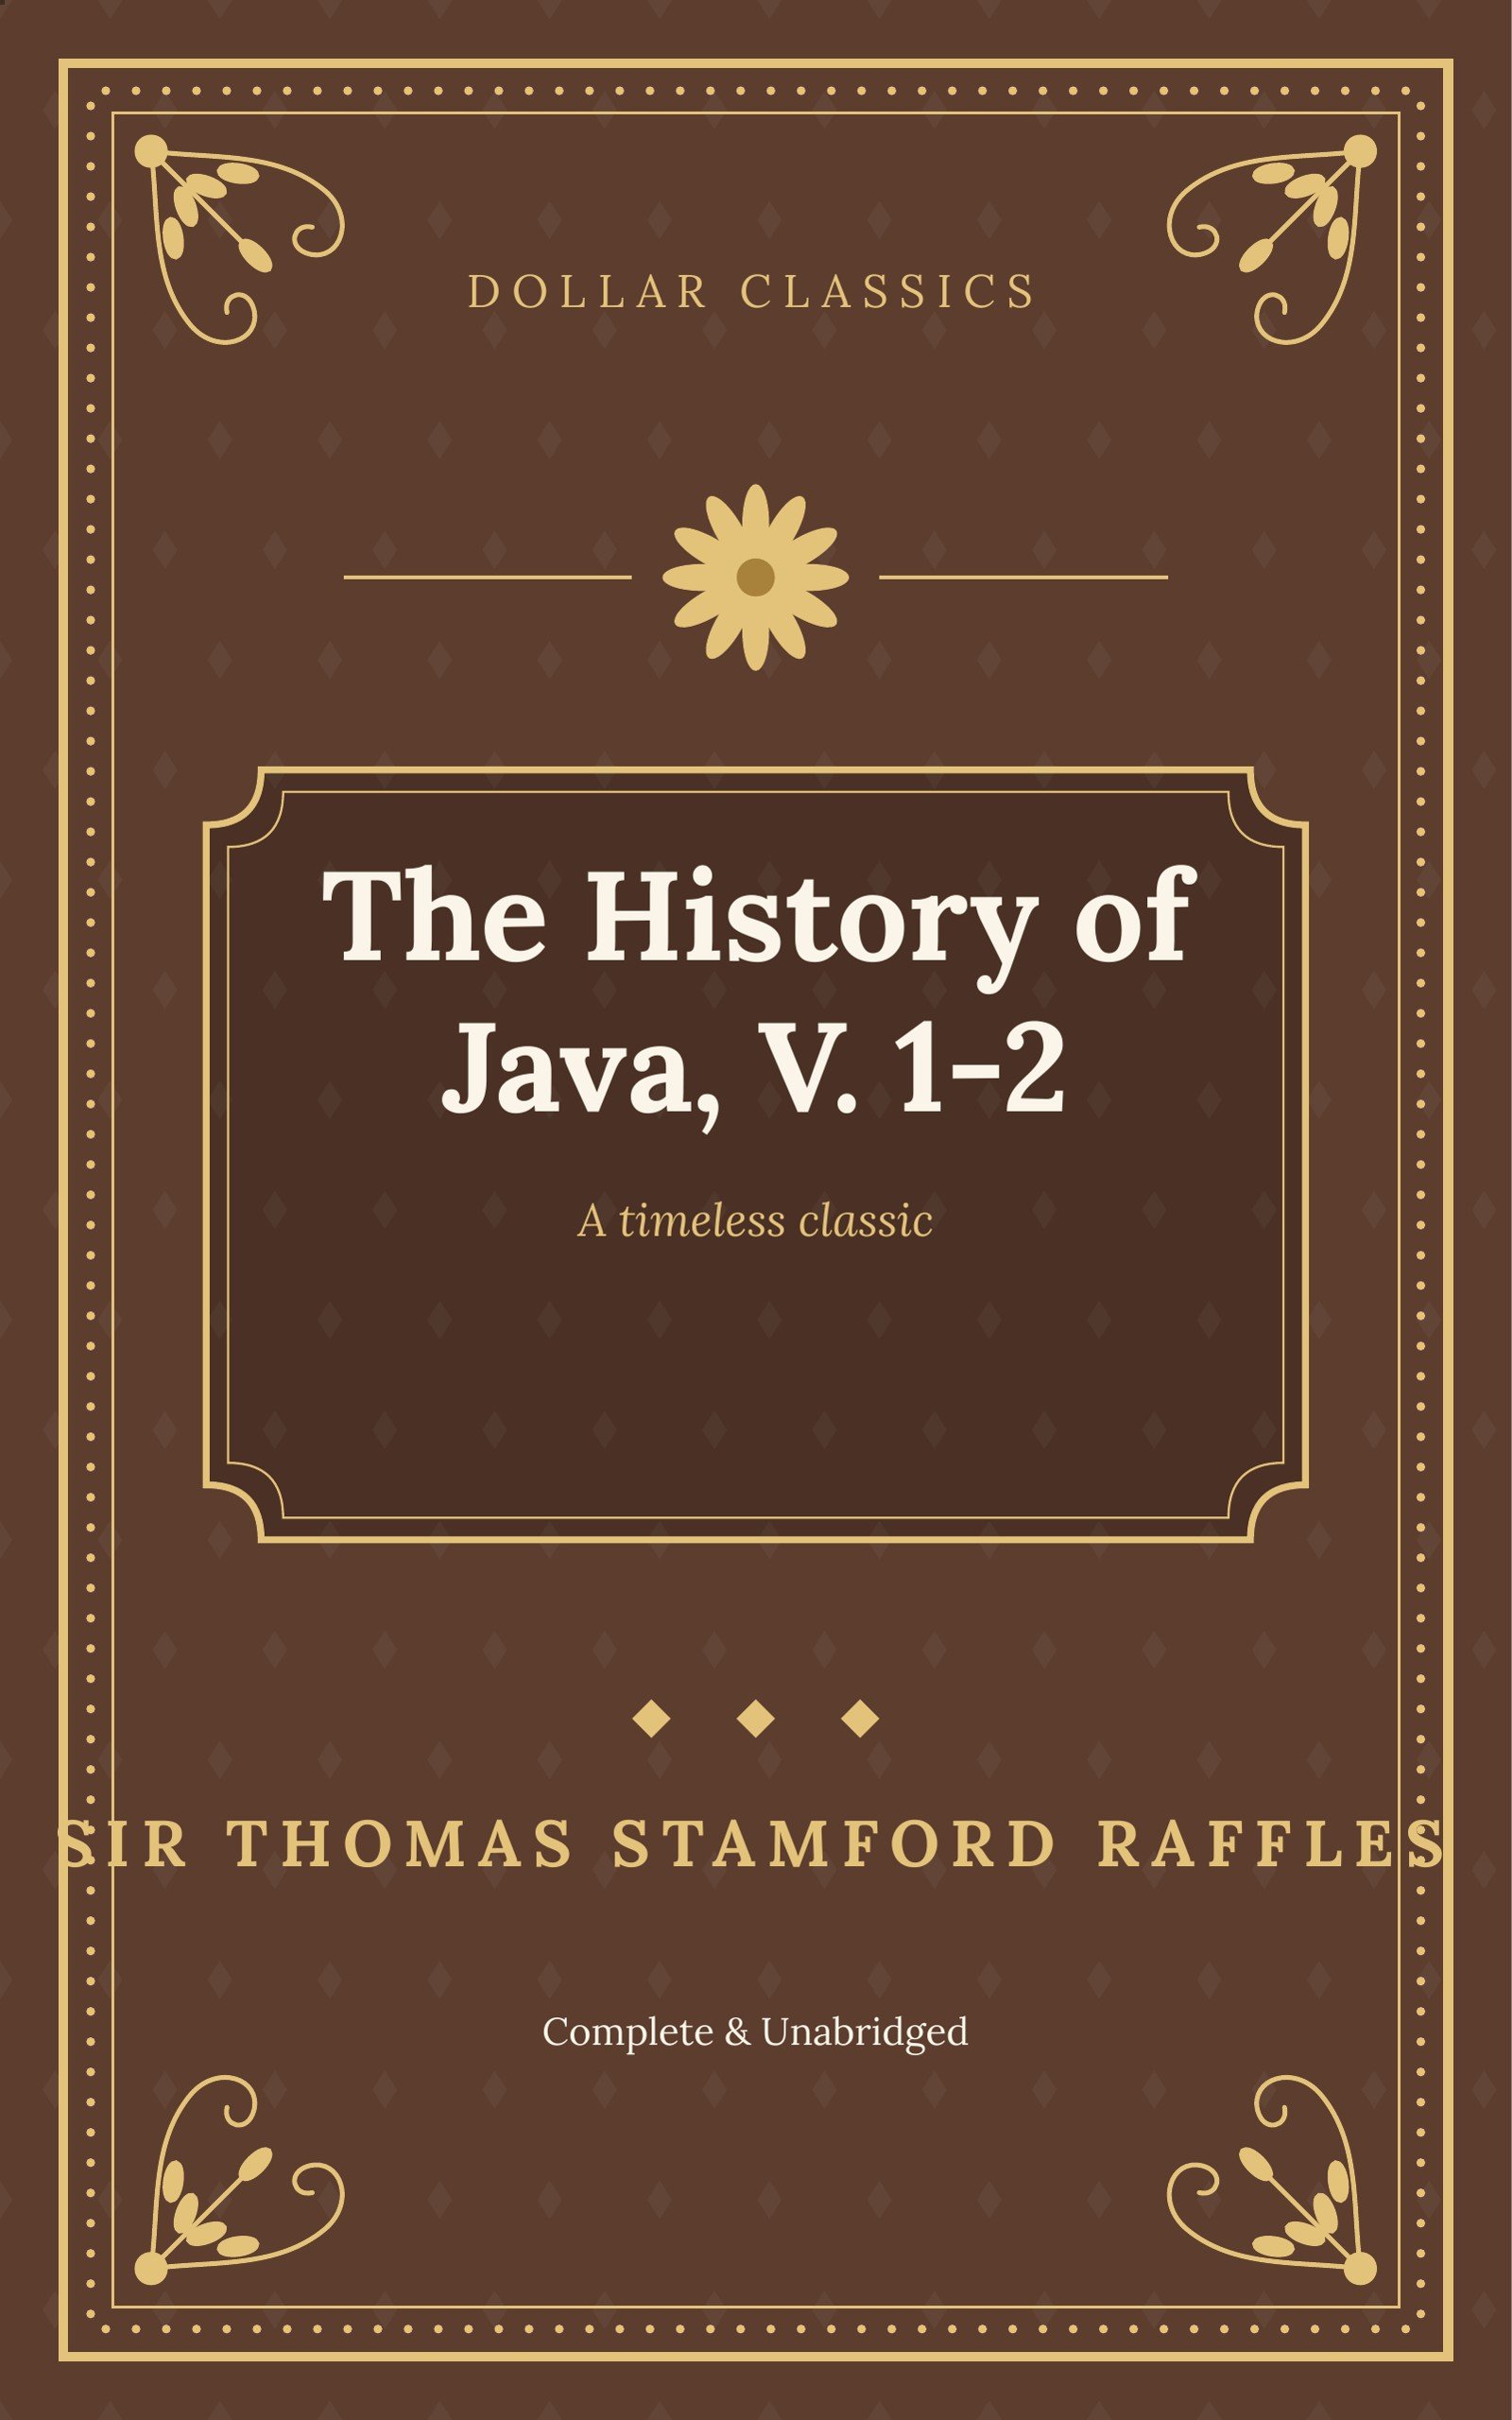 DOLLAR CLASSICS
The History of
Java, V. 1–2
A timeless classic
SIR THOMAS STAMFORD RAFFLES
Complete & Unabridged